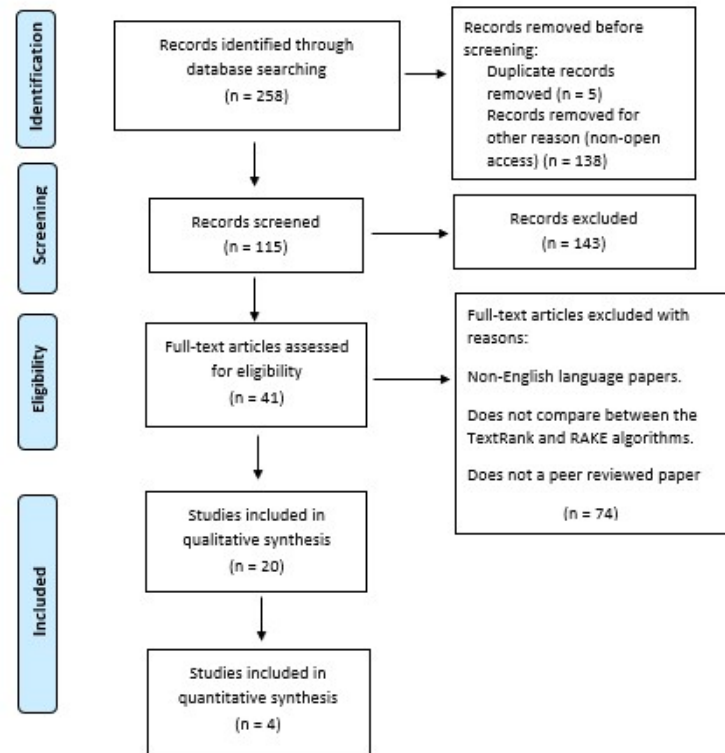 Identification
Records identified through
database searching
(n = 258)
Records removed before
screening:
Duplicate records
removed (n = 5)
Records removed for
other reason (non-open
access) (n = 138)
Screening
Records screened
(n = 115)
Records excluded
(n = 143)
Eligibility
Full-text articles assessed
for eligibility
(n = 41)
Full-text articles excluded with
reasons:
Non-English language papers.
Does not compare between the
TextRank and RAKE algorithms.
Does not a peer reviewed paper
(n = 74)
Included
Studies included in
qualitative synthesis
(n = 20)
Studies included in
quantitative synthesis
(n = 4)